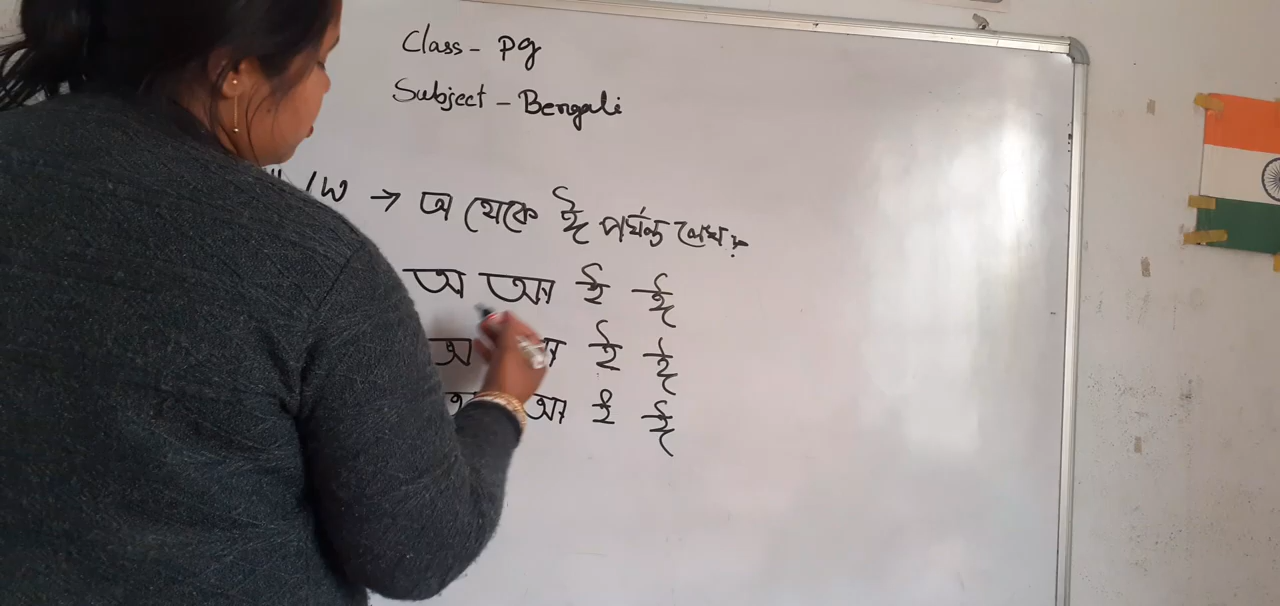 Class - Pg
Subject - Bengali
/W → অ থেকে ঈ পর্যন্ত লেখ।
অ আ ই ঈ
অ আ ই ঈ
অ আ ই ঈ